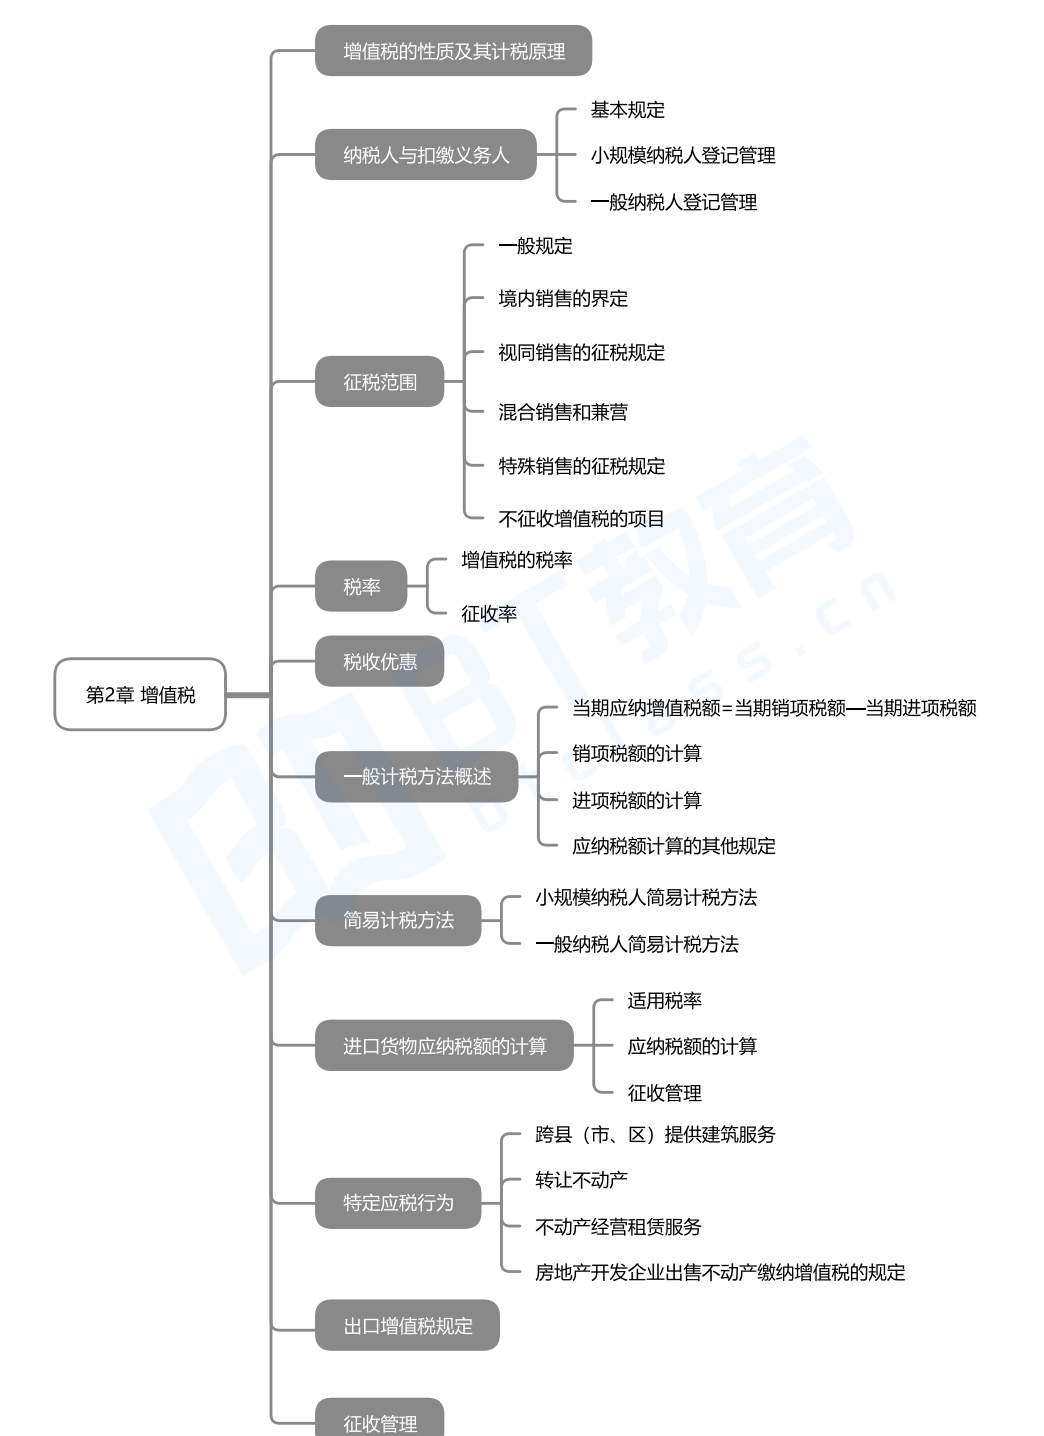 增值税的性质及其计税原理
纳税人与扣缴义务人
基本规定
小规模纳税人登记管理
一般纳税人登记管理
征税范围
一般规定
境内销售的界定
视同销售的征税规定
混合销售和兼营
特殊销售的征税规定
不征收增值税的项目
税率
增值税的税率
征收率
税收优惠
第2章 增值税
一般计税方法概述
当期应纳增值税额=当期销项税额—当期进项税额
销项税额的计算
进项税额的计算
应纳税额计算的其他规定
简易计税方法
小规模纳税人简易计税方法
一般纳税人简易计税方法
进口货物应纳税额的计算
适用税率
应纳税额的计算
征收管理
特定应税行为
跨县（市、区）提供建筑服务
转让不动产
不动产经营租赁服务
房地产开发企业出售不动产缴纳增值税的规定
出口增值税规定
征收管理
BT教育
btclass.cn